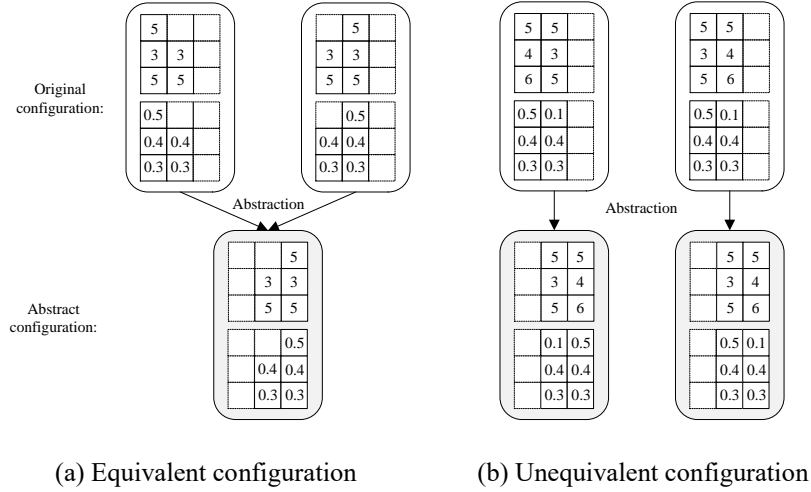 5 5 5 5 5 5
3 3 3 3 4 3 3 4
5 5 5 5 6 5 5 6
Original
configuration:
0.5 0.5 0.5 0.1 0.5 0.1
0.4 0.4 0.4 0.4 0.4 0.4 0.4 0.4
0.3 0.3 0.3 0.3 0.3 0.3 0.3 0.3
Abstraction Abstraction
5 5 5 5 5
3 3 3 4 3 4
5 5 5 6 5 6
Abstract
configuration:
0.5 0.1 0.5 0.5 0.1
0.4 0.4 0.4 0.4 0.4 0.4
0.3 0.3 0.3 0.3 0.3 0.3
(a) Equivalent configuration (b) Unequivalent configuration